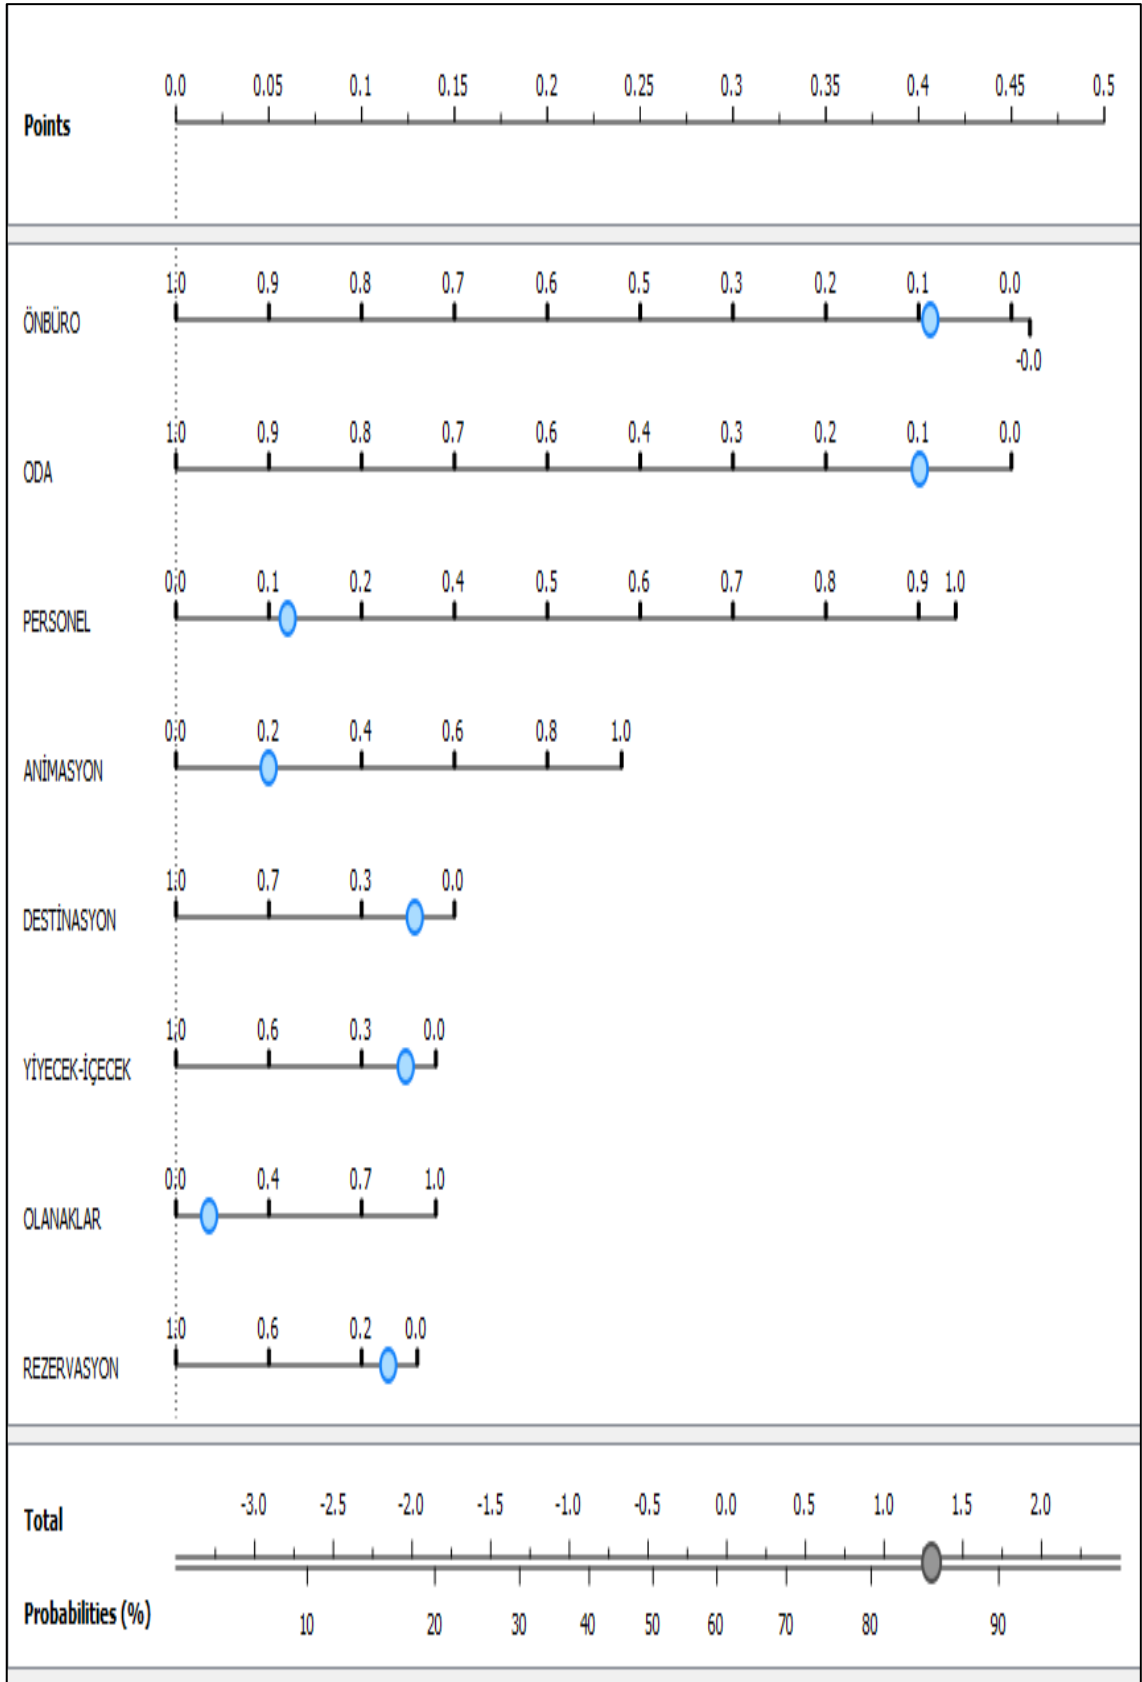 0.0 0.05 0.1 0.15 0.2 0.25 0.3 0.35 0.4 0.45 0.5
Points
1.0 0.9 0.8 0.7 0.6 0.5 0.3 0.2 0.1 0.0
ÖNBÜRO
-0.0
1.0 0.9 0.8 0.7 0.6 0.4 0.3 0.2 0.1 0.0
ODA
0.0 0.1 0.2 0.4 0.5 0.6 0.7 0.8 0.9 1.0
PERSONEL
0.0 0.2 0.4 0.6 0.8 1.0
ANİMASYON
1.0 0.7 0.3 0.0
DESTİNASYON
1.0 0.6 0.3 0.0
YİYECEK-İÇECEK
0.0 0.4 0.7 1.0
OLANAKLAR
1.0 0.6 0.2 0.0
REZERVASYON
-3.0 -2.5 -2.0 -1.5 -1.0 -0.5 0.0 0.5 1.0 1.5 2.0
Total
Probabilities (%)
10 20 30 40 50 60 70 80 90